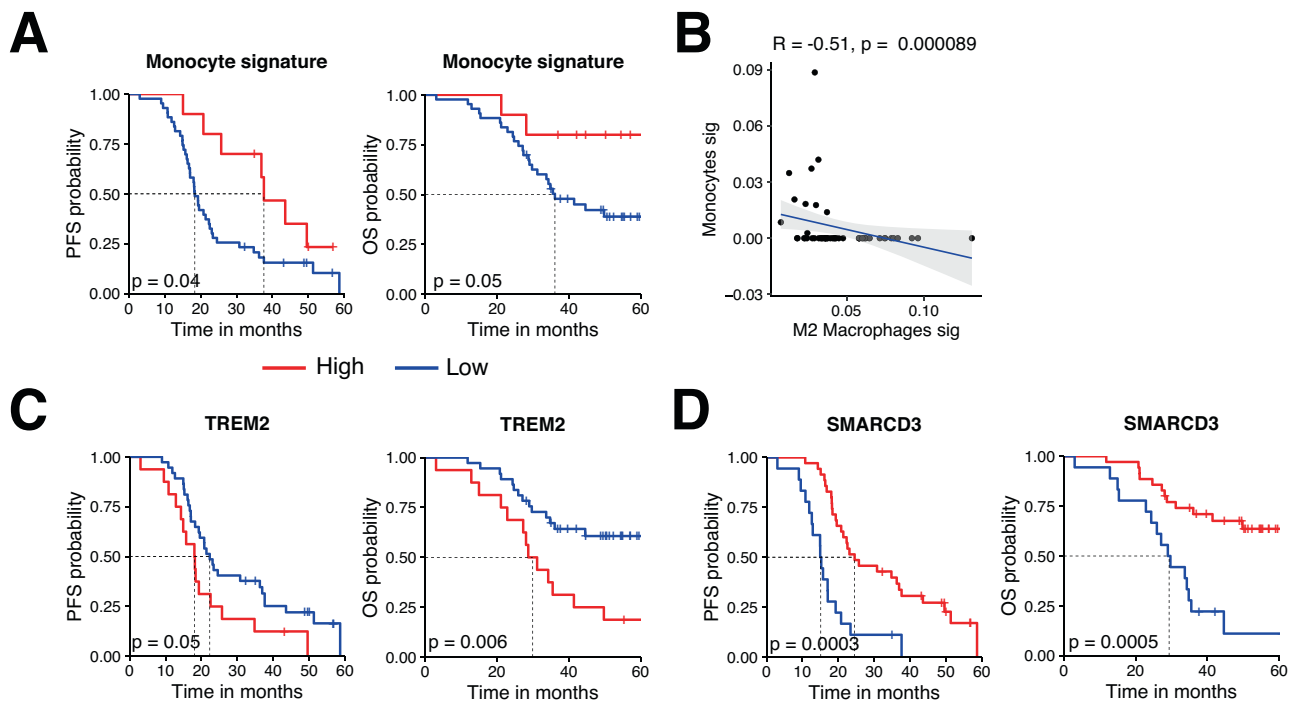 A
Monocyte signature
PFS probability
1.00
0.75
0.50
0.25
0.00
p = 0.04
0 10 20 30 40 50 60
Time in months
Monocyte signature
OS probability
1.00
0.75
0.50
0.25
0.00
p = 0.05
0 20 40 60
Time in months
High Low
B
R = -0.51, p = 0.000089
Monocytes sig
0.09
0.06
0.03
0.00
−0.03
0.05 0.10
M2 Macrophages sig
C
TREM2
PFS probability
1.00
0.75
0.50
0.25
0.00
p = 0.05
0 10 20 30 40 50 60
Time in months
TREM2
OS probability
1.00
0.75
0.50
0.25
0.00
p = 0.006
0 20 40 60
Time in months
D
SMARCD3
PFS probability
1.00
0.75
0.50
0.25
0.00
p = 0.0003
0 10 20 30 40 50 60
Time in months
SMARCD3
OS probability
1.00
0.75
0.50
0.25
0.00
p = 0.0005
0 20 40 60
Time in months